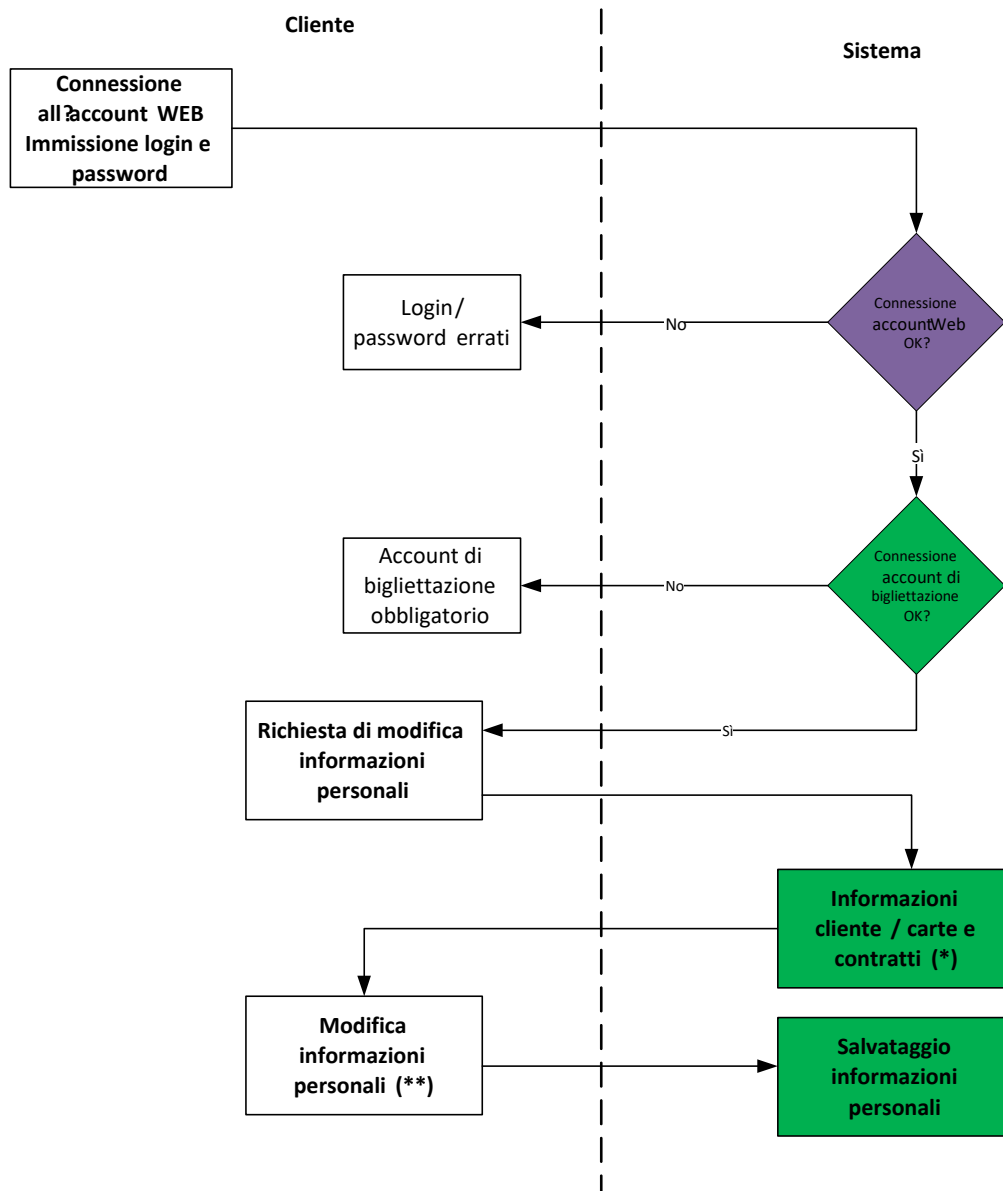 Cliente
Sistema
Connessione
all?account WEB
Immissione login e
password
Connessione
accountWeb
OK?
No
Login/
password errati
Sì
Connessione
account di
bigliettazione
OK?
No
Account di
bigliettazione
obbligatorio
Sì
Richiesta di modifica
informazioni
personali
Informazioni
cliente / carte e
contratti (*)
Modifica
informazioni
personali (**)
Salvataggio
informazioni
personali